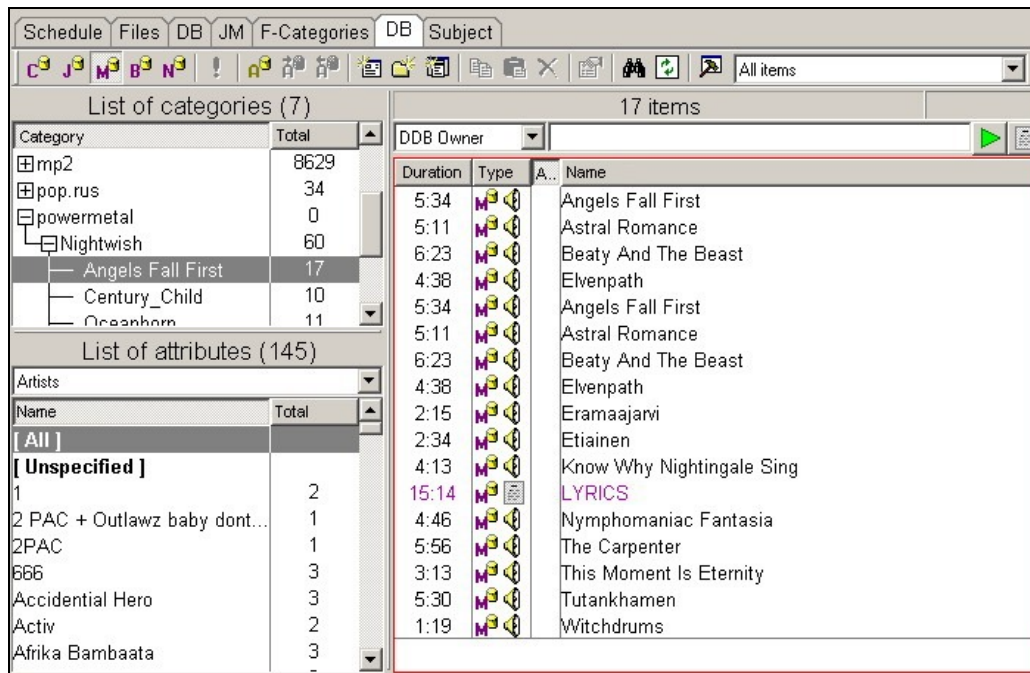 Schedule Files DB JM F-Categories DB Subject
C J M B N ! A All items
List of categories (7)
17 items
Category Total
mp2 8629
pop.rus 34
powermetal 0
Nightwish 60
Angels Fall First 17
Century_Child 10
Oceanborn 11
List of attributes (145)
Artists
Name Total
[ All ]
[ Unspecified ]
1 2
2 PAC + Outlawz baby dont... 1
2PAC 1
666 3
Accidential Hero 3
Activ 2
Afrika Bambaata 3
DDB Owner
Duration Type A.. Name
5:34 M Angels Fall First
5:11 M Astral Romance
6:23 M Beaty And The Beast
4:38 M Elvenpath
5:34 M Angels Fall First
5:11 M Astral Romance
6:23 M Beaty And The Beast
4:38 M Elvenpath
2:15 M Eramaajarvi
2:34 M Etiainen
4:13 M Know Why Nightingale Sing
15:14 M LYRICS
4:46 M Nymphomaniac Fantasia
5:56 M The Carpenter
3:13 M This Moment Is Eternity
5:30 M Tutankhamen
1:19 M Witchdrums